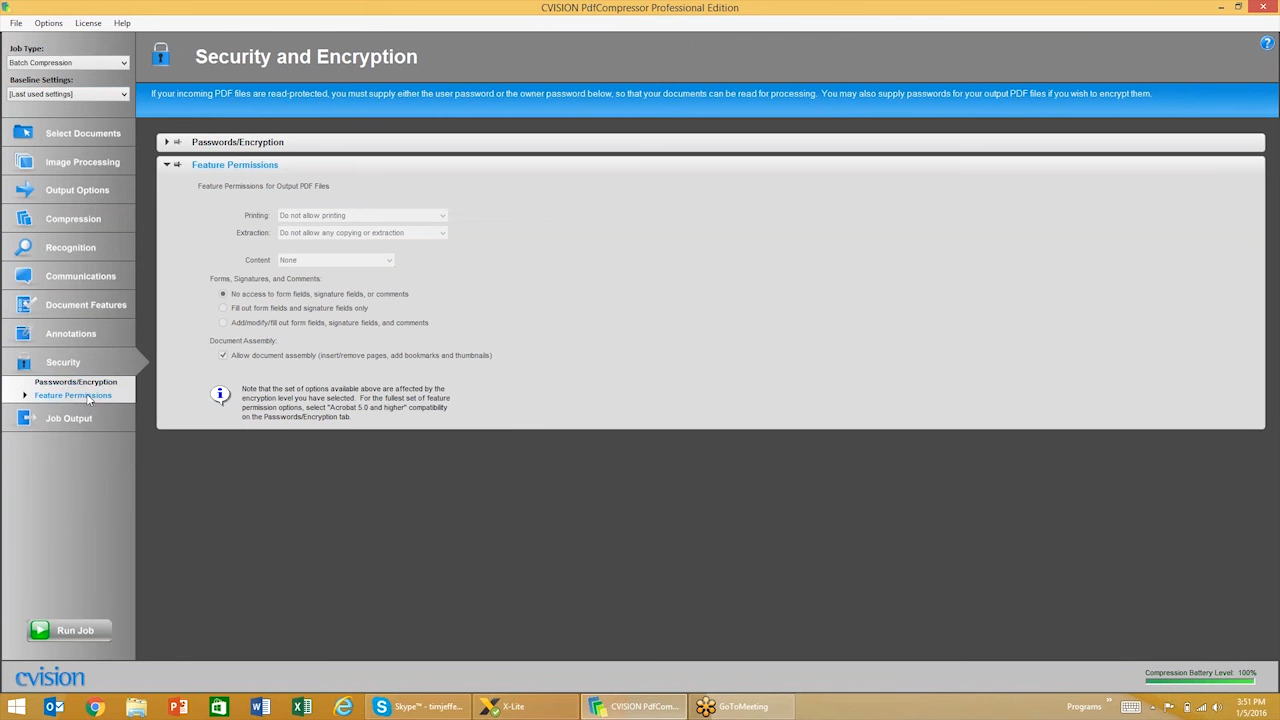 CVISION PdfCompressor Professional Edition
File Options License Help
Job Type:
Batch Compression
Baseline Settings:
[Last used settings]
Security and Encryption
If your incoming PDF files are read-protected, you must supply either the user password or the owner password below, so that your documents can be read for processing. You may also supply passwords for your output PDF files if you wish to encrypt them.
Select Documents
Image Processing
Output Options
Compression
Recognition
Communications
Document Features
Annotations
Security
Passwords/Encryption
Feature Permissions
Job Output
Run Job
cvision
Passwords/Encryption
Feature Permissions
Feature Permissions for Output PDF Files
Printing: Do not allow printing
Extraction: Do not allow any copying or extraction
Content None
Forms, Signatures, and Comments:
No access to form fields, signature fields, or comments
Fill out form fields and signature fields only
Add/modify/fill out form fields, signature fields, and comments
Document Assembly:
Allow document assembly (insert/remove pages, add bookmarks and thumbnails)
Note that the set of options available above are affected by the
encryption level you have selected. For the fullest set of feature
permission options, select "Acrobat 5.0 and higher" compatibility
on the Passwords/Encryption tab.
Compression Battery Level: 100%
Skype™ - timjeffe... X-Lite CVISION PdfCom... GoToMeeting Programs 3:51 PM
1/5/2016